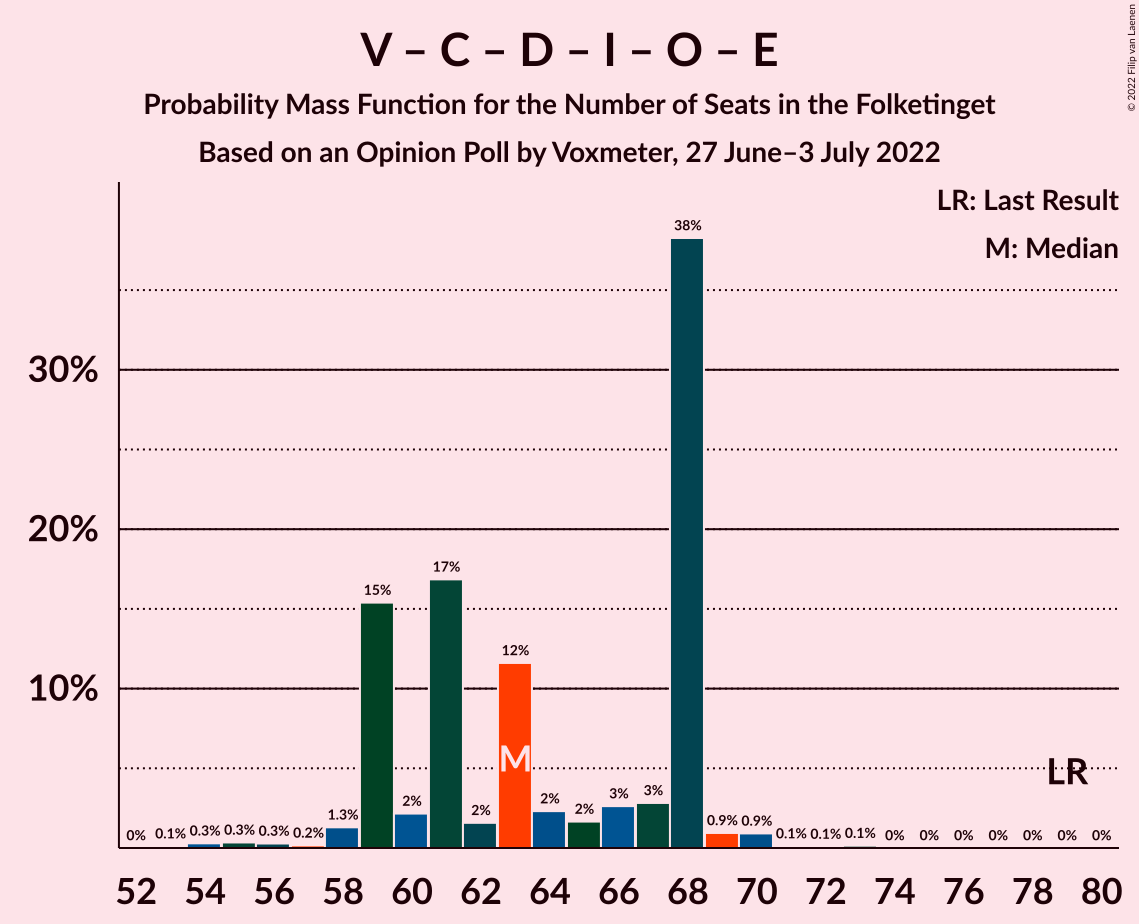 V – C – D – I – O – E
Probability Mass Function for the Number of Seats in the Folketinget
Based on an Opinion Poll by Voxmeter, 27 June–3 July 2022
© 2022 Filip van Laenen
LR: Last Result
M: Median
38%
30%
20%
17%
15%
12%
10%
M
LR
0% 0.1% 0.3% 0.3% 0.3% 0.2% 1.3% 2% 2% 2% 2% 3% 3% 0.9% 0.9% 0.1% 0.1% 0.1% 0% 0% 0% 0% 0% 0% 0%
52 54 56 58 60 62 64 66 68 70 72 74 76 78 80